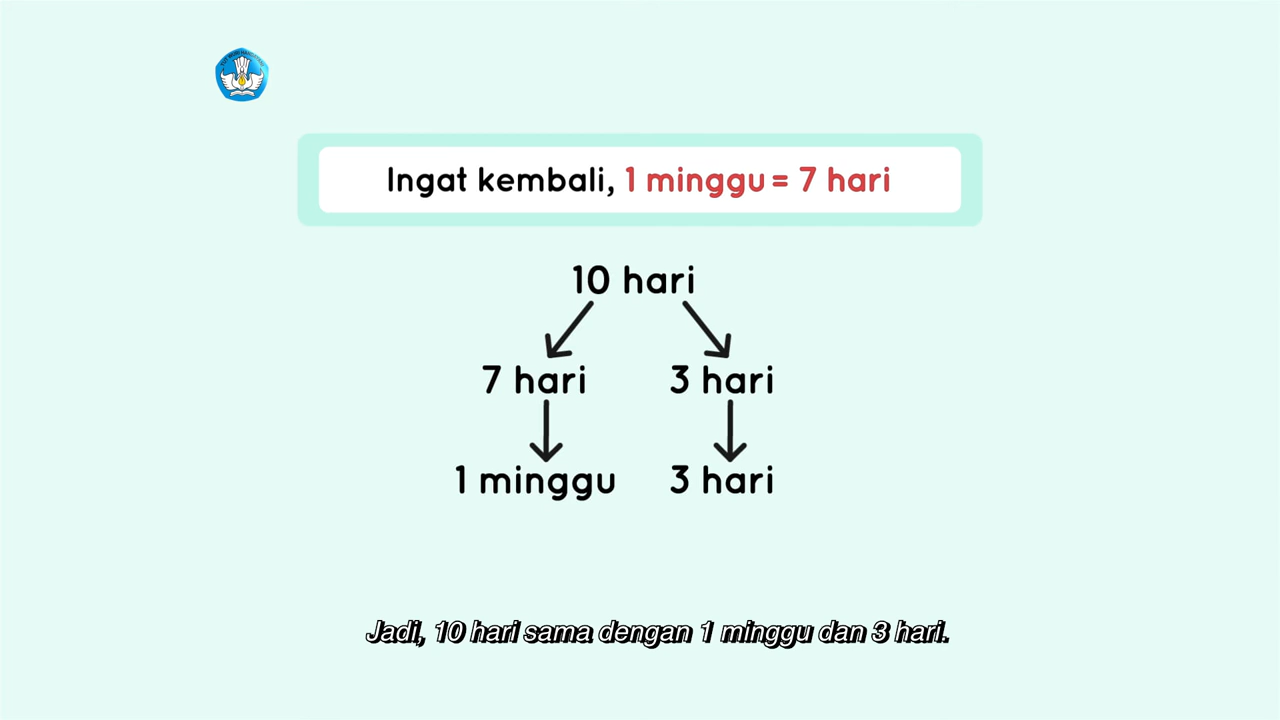 Ingat kembali, 1 minggu = 7 hari
10 hari
7 hari 3 hari
1 minggu 3 hari
Jadi, 10 hari sama dengan 1 minggu dan 3 hari.